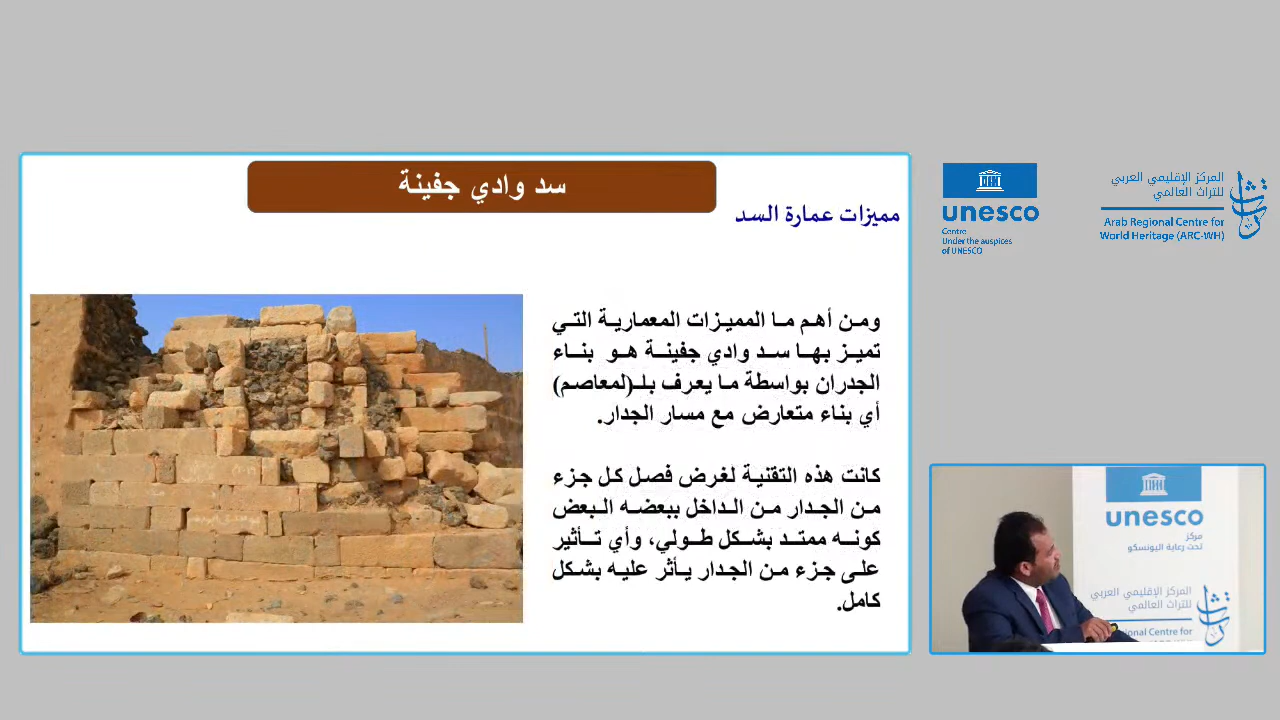 سد وادي جفينة
مميزات عمارة السد
ومن أهم ما المميزات المعمارية التي
تميز بها سد وادي جفينة هو بناء
الجدران بواسطة ما يعرف بلـ(لمعاصم)
أي بناء متعارض مع مسار الجدار.
كانت هذه التقنية لغرض فصل كل جزء
من الجدار من الداخل ببعضه البعض
كونه ممتد بشكل طولي، وأي تأثير
على جزء من الجدار يأثر عليه بشكل
كامل.
unesco
Centre
Under the auspices
of UNESCO
المركز الإقليمي العربي
للتراث العالمي
Arab Regional Centre for
World Heritage (ARC-WH)
unesco
مركز
تحت رعاية اليونسكو
المركز الإقليمي العربي
للتراث العالمي
ional Centre for